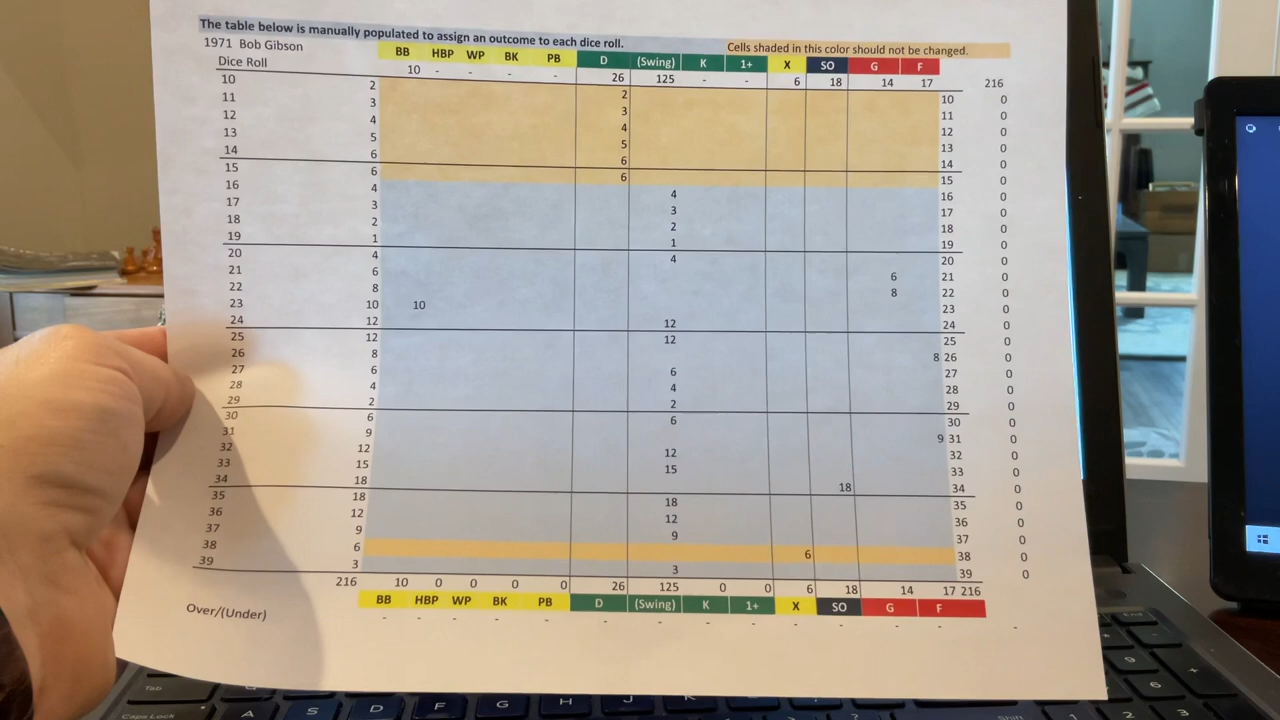 The table below is manually populated to assign an outcome to each dice roll.
Cells shaded in this color should not be changed.
1971 Bob Gibson BB HBP WP BK PB D (Swing) K 1+ X SO G F
Dice Roll 10 - - - - 26 125 - - 6 18 14 17 216
10 2 2 10 0
11 3 3 11 0
12 4 4 12 0
13 5 5 13 0
14 6 6 14 0
15 6 6 15 0
16 4 4 16 0
17 3 3 17 0
18 2 2 18 0
19 1 1 19 0
20 4 4 20 0
21 6 6 21 0
22 8 8 22 0
23 10 10 23 0
24 12 12 24 0
25 12 12 25 0
26 8 8 26 0
27 6 6 27 0
28 4 4 28 0
29 2 2 29 0
30 6 6 30 0
31 9 9 31 0
32 12 12 32 0
33 15 15 33 0
34 18 18 34 0
35 18 18 35 0
36 12 12 36 0
37 9 9 37 0
38 6 6 38 0
39 3 3 39 0
216 10 0 0 0 0 26 125 0 0 6 18 14 17 216
BB HBP WP BK PB D (Swing) K 1+ X SO G F
Over/(Under) - - - - - - - - - - - - - -
Tab
Caps Lock
A S D F G H J K
Shift
End
9
6
1 2 3
+